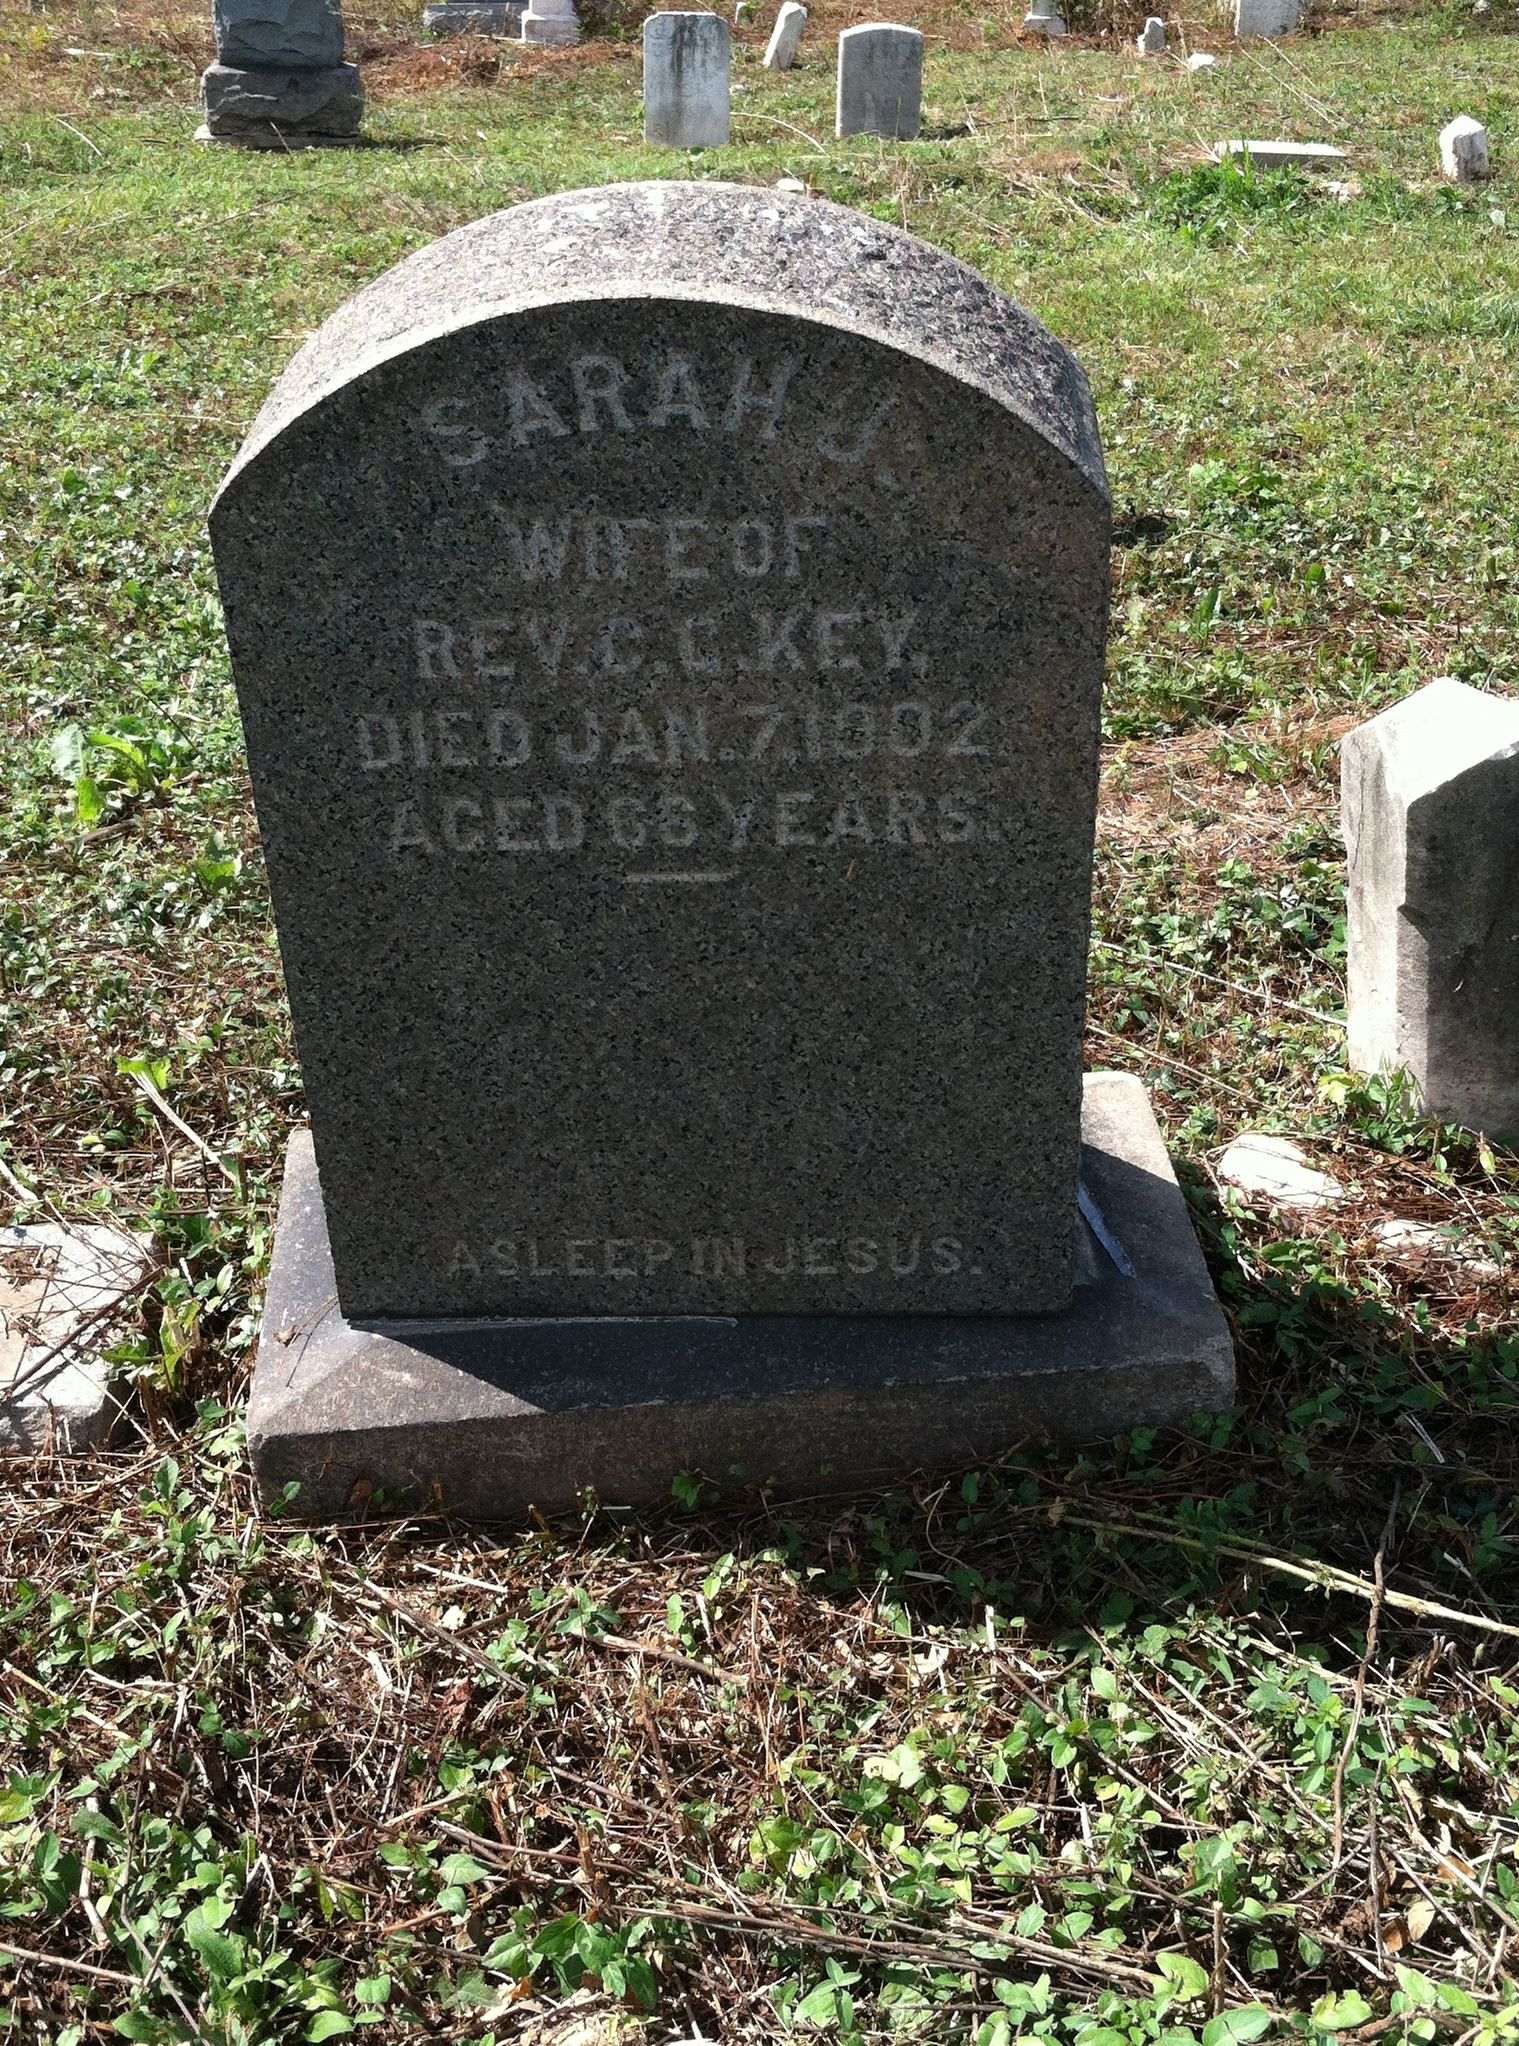 SARAH J.
WIFE OF
REV. C. C. KEY,
DIED JAN. 7, 1902
AGED YEARS.
ASLEEP IN JESUS.